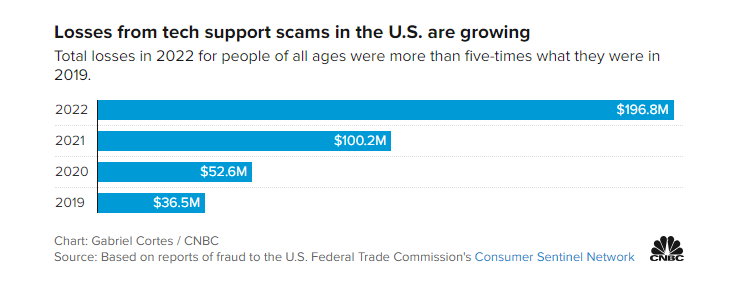 Losses from tech support scams in the U.S. are growing
Total losses in 2022 for people of all ages were more than five-times what they were in
2019.
2022 $196.8M
2021 $100.2M
2020 $52.6M
2019 $36.5M
Chart: Gabriel Cortes / CNBC
Source: Based on reports of fraud to the U.S. Federal Trade Commission's Consumer Sentinel Network
CNBC